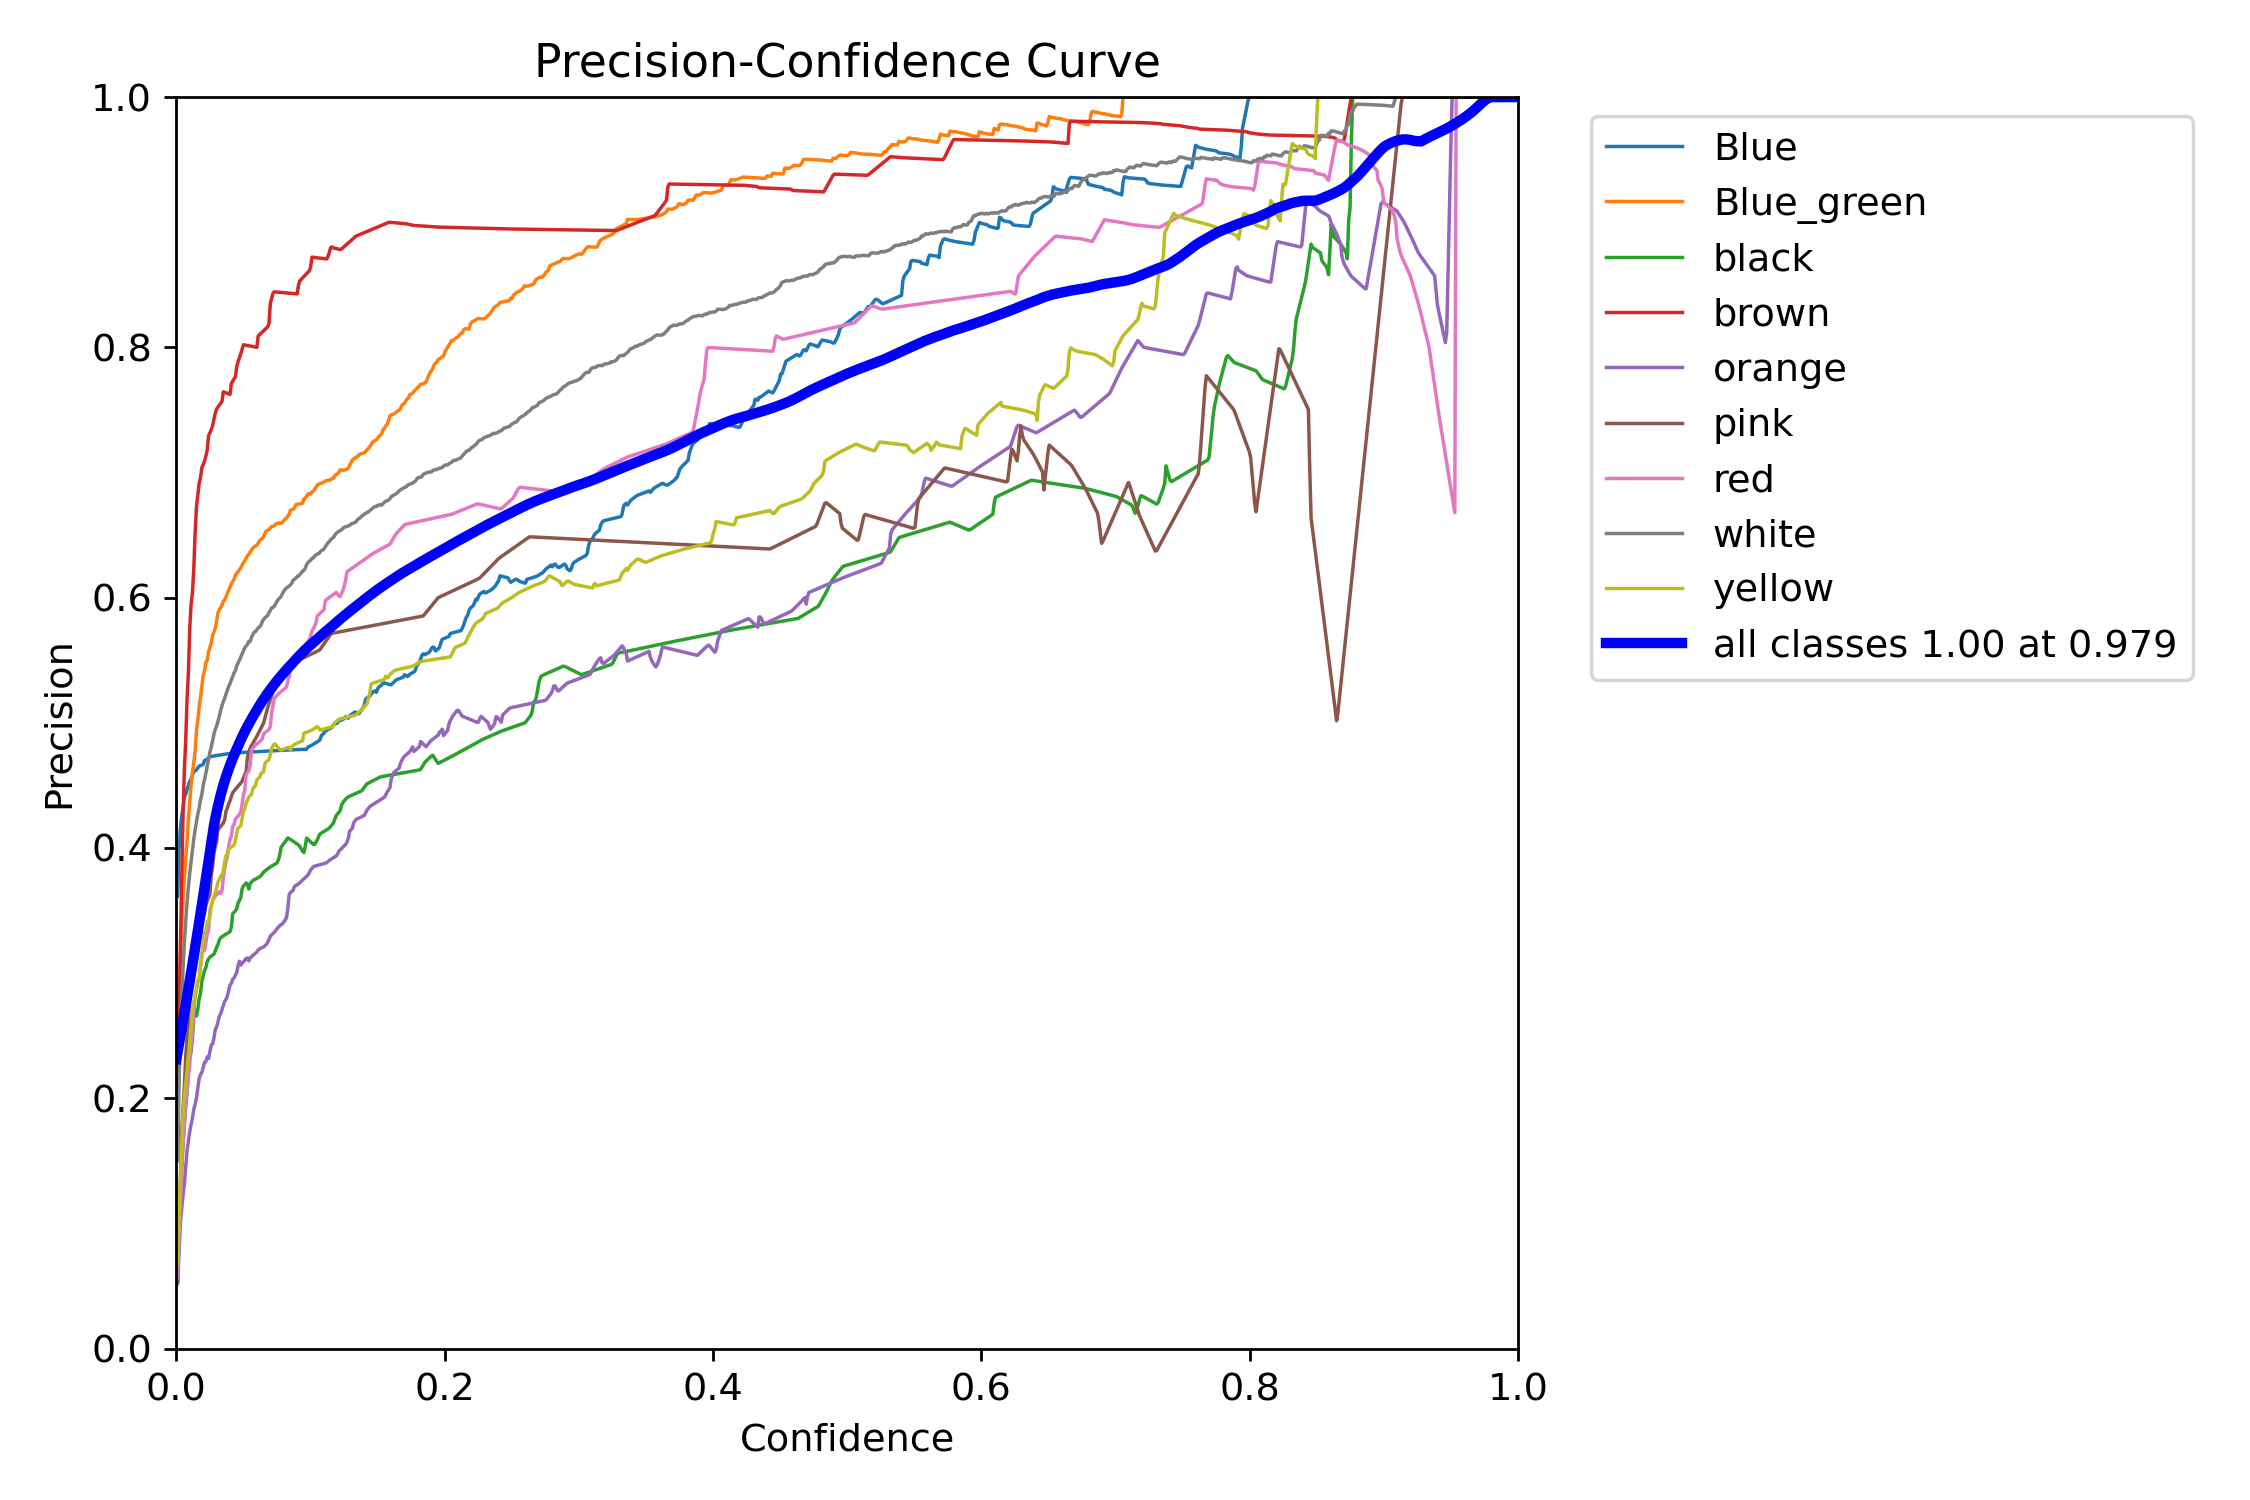 Precision-Confidence Curve
1.0
0.8
0.6
0.4
0.2
0.0
Precision
0.0 0.2 0.4 0.6 0.8 1.0
Confidence
Blue
Blue_green
black
brown
orange
pink
red
white
yellow
all classes 1.00 at 0.979